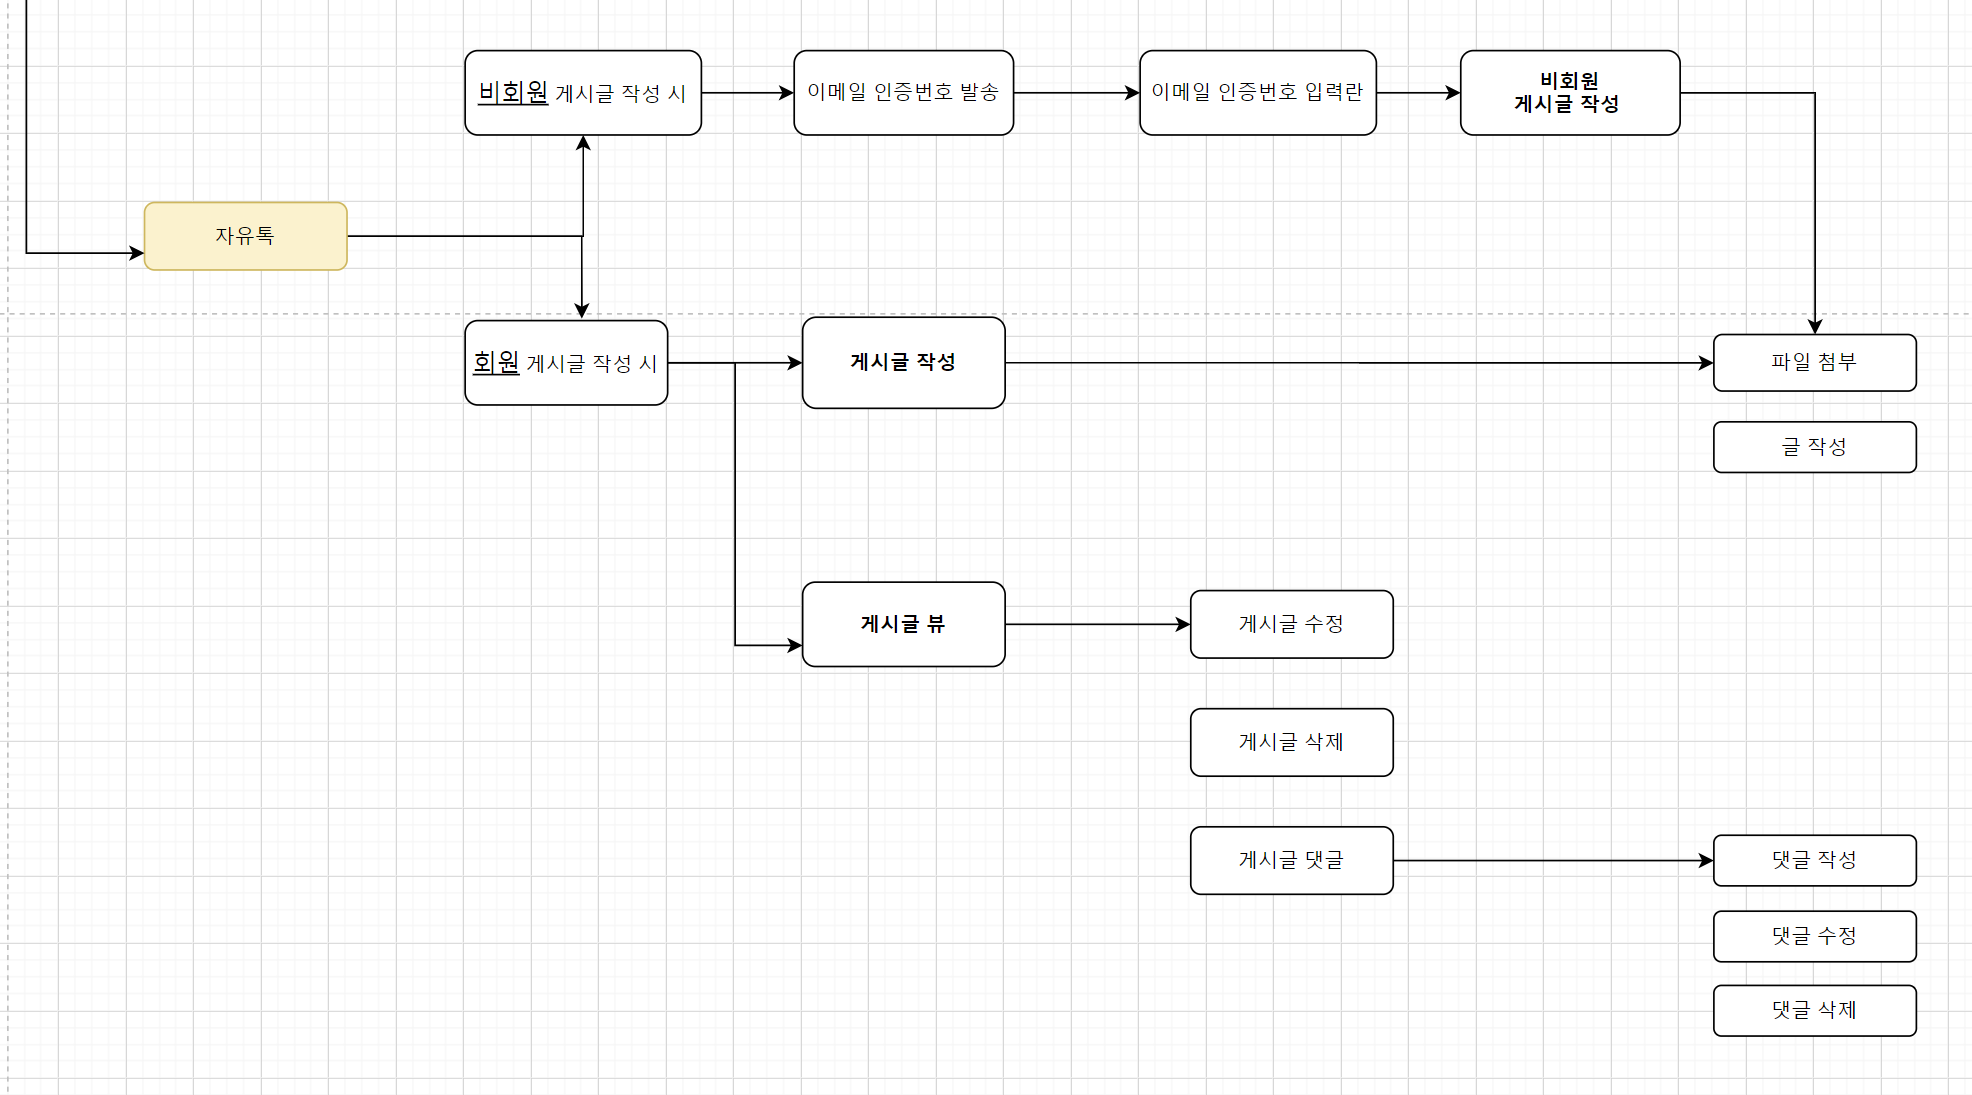 비회원 게시글 작성 시
이메일 인증번호 발송
이메일 인증번호 입력란
비회원
게시글 작성
자유톡
회원 게시글 작성 시
게시글 작성
파일 첨부
글 작성
게시글 뷰
게시글 수정
게시글 삭제
게시글 댓글
댓글 작성
댓글 수정
댓글 삭제